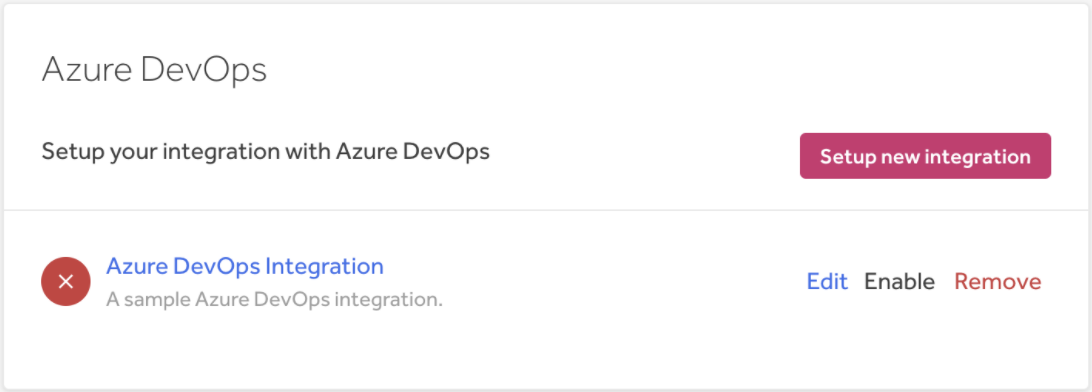 Azure DevOps
Setup your integration with Azure DevOps
Setup new integration
Azure DevOps Integration
A sample Azure DevOps integration.
Edit Enable Remove